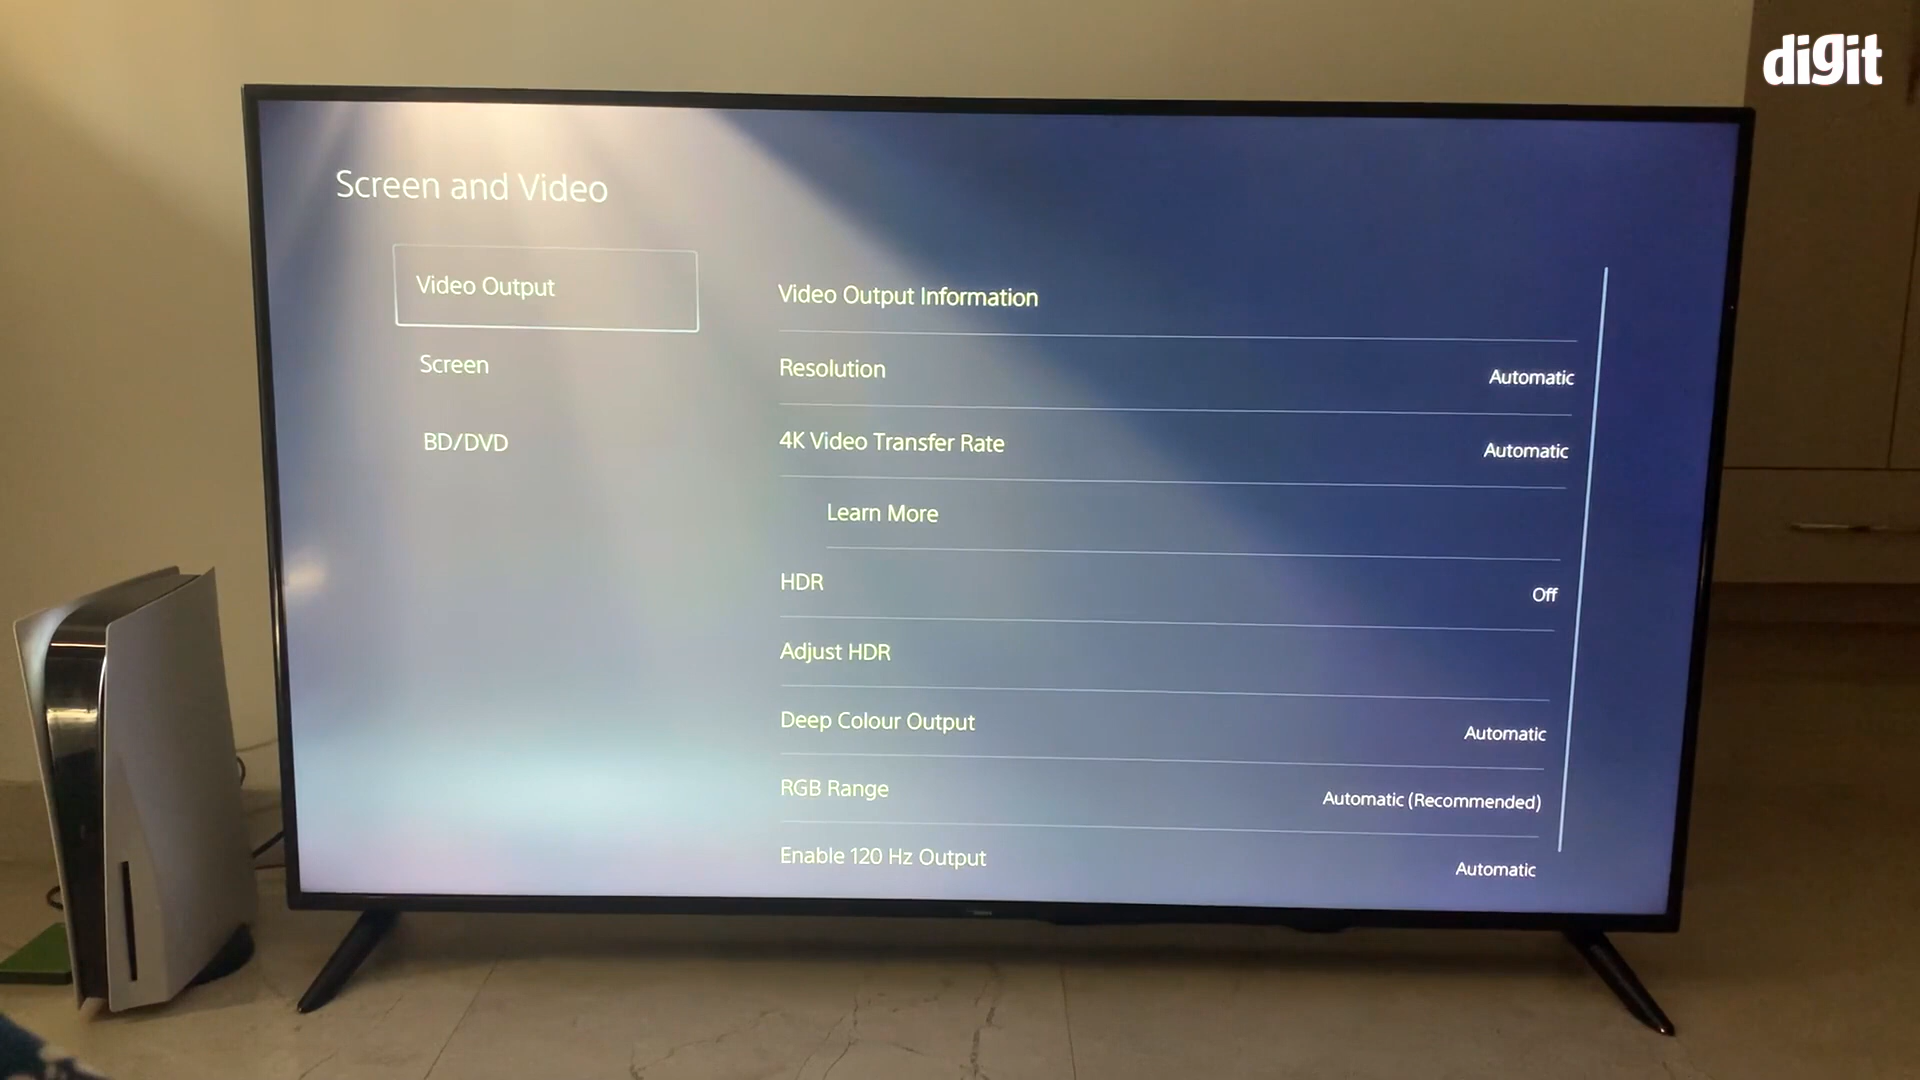 digit
Screen and Video
Video Output
Screen
BD/DVD
Video Output Information
Resolution Automatic
4K Video Transfer Rate Automatic
Learn More
HDR Off
Adjust HDR
Deep Colour Output Automatic
RGB Range Automatic (Recommended)
Enable 120 Hz Output Automatic